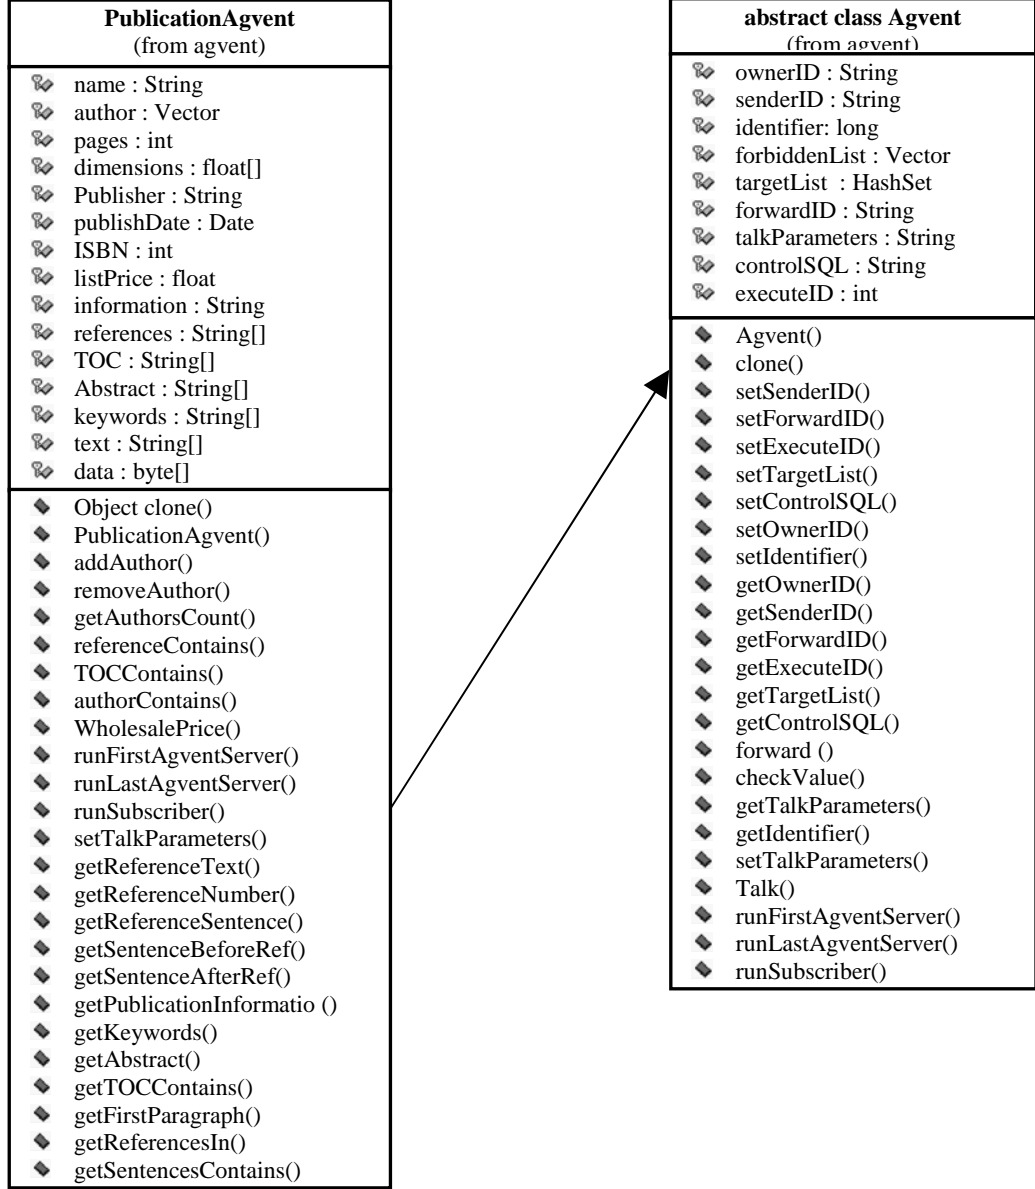 PublicationAgvent
(from agvent)
name : String
author : Vector
pages : int
dimensions : float[]
Publisher : String
publishDate : Date
ISBN : int
listPrice : float
information : String
references : String[]
TOC : String[]
Abstract : String[]
keywords : String[]
text : String[]
data : byte[]
Object clone()
PublicationAgvent()
addAuthor()
removeAuthor()
getAuthorsCount()
referenceContains()
TOCContains()
authorContains()
WholesalePrice()
runFirstAgventServer()
runLastAgventServer()
runSubscriber()
setTalkParameters()
getReferenceText()
getReferenceNumber()
getReferenceSentence()
getSentenceBeforeRef()
getSentenceAfterRef()
getPublicationInformatio ()
getKeywords()
getAbstract()
getTOCContains()
getFirstParagraph()
getReferencesIn()
getSentencesContains()
abstract class Agvent
(from agvent)
ownerID : String
senderID : String
identifier: long
forbiddenList : Vector
targetList : HashSet
forwardID : String
talkParameters : String
controlSQL : String
executeID : int
Agvent()
clone()
setSenderID()
setForwardID()
setExecuteID()
setTargetList()
setControlSQL()
setOwnerID()
setIdentifier()
getOwnerID()
getSenderID()
getForwardID()
getExecuteID()
getTargetList()
getControlSQL()
forward ()
checkValue()
getTalkParameters()
getIdentifier()
setTalkParameters()
Talk()
runFirstAgventServer()
runLastAgventServer()
runSubscriber()